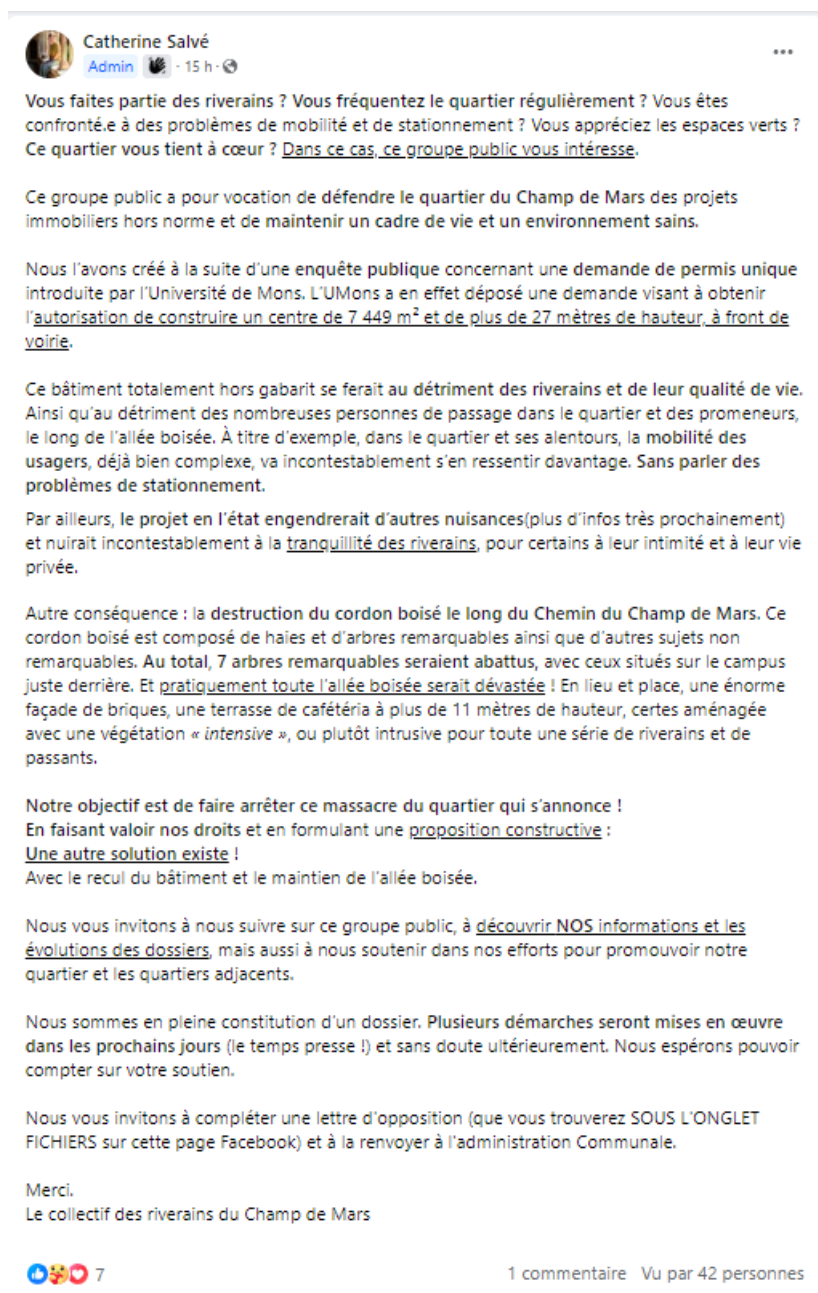 Catherine Salvé
Admin · 15 h ·
Vous faites partie des riverains ? Vous fréquentez le quartier régulièrement ? Vous êtes
confronté.e à des problèmes de mobilité et de stationnement ? Vous appréciez les espaces verts ?
Ce quartier vous tient à cœur ? Dans ce cas, ce groupe public vous intéresse.
Ce groupe public a pour vocation de défendre le quartier du Champ de Mars des projets
immobiliers hors norme et de maintenir un cadre de vie et un environnement sains.
Nous l'avons créé à la suite d'une enquête publique concernant une demande de permis unique
introduite par l'Université de Mons. L'UMons a en effet déposé une demande visant à obtenir
l'autorisation de construire un centre de 7 449 m² et de plus de 27 mètres de hauteur, à front de
voirie.
Ce bâtiment totalement hors gabarit se ferait au détriment des riverains et de leur qualité de vie.
Ainsi qu'au détriment des nombreuses personnes de passage dans le quartier et des promeneurs,
le long de l'allée boisée. À titre d'exemple, dans le quartier et ses alentours, la mobilité des
usagers, déjà bien complexe, va incontestablement s'en ressentir davantage. Sans parler des
problèmes de stationnement.
Par ailleurs, le projet en l'état engendrerait d'autres nuisances(plus d'infos très prochainement)
et nuirait incontestablement à la tranquillité des riverains, pour certains à leur intimité et à leur vie
privée.
Autre conséquence : la destruction du cordon boisé le long du Chemin du Champ de Mars. Ce
cordon boisé est composé de haies et d'arbres remarquables ainsi que d'autres sujets non
remarquables. Au total, 7 arbres remarquables seraient abattus, avec ceux situés sur le campus
juste derrière. Et pratiquement toute l'allée boisée serait dévastée ! En lieu et place, une énorme
façade de briques, une terrasse de cafétéria à plus de 11 mètres de hauteur, certes aménagée
avec une végétation « intensive », ou plutôt intrusive pour toute une série de riverains et de
passants.
Notre objectif est de faire arrêter ce massacre du quartier qui s'annonce !
En faisant valoir nos droits et en formulant une proposition constructive :
Une autre solution existe !
Avec le recul du bâtiment et le maintien de l'allée boisée.
Nous vous invitons à nous suivre sur ce groupe public, à découvrir NOS informations et les
évolutions des dossiers, mais aussi à nous soutenir dans nos efforts pour promouvoir notre
quartier et les quartiers adjacents.
Nous sommes en pleine constitution d'un dossier. Plusieurs démarches seront mises en œuvre
dans les prochains jours (le temps presse !) et sans doute ultérieurement. Nous espérons pouvoir
compter sur votre soutien.
Nous vous invitons à compléter une lettre d'opposition (que vous trouverez SOUS L'ONGLET
FICHIERS sur cette page Facebook) et à la renvoyer à l'administration Communale.
Merci.
Le collectif des riverains du Champ de Mars
7
1 commentaire Vu par 42 personnes